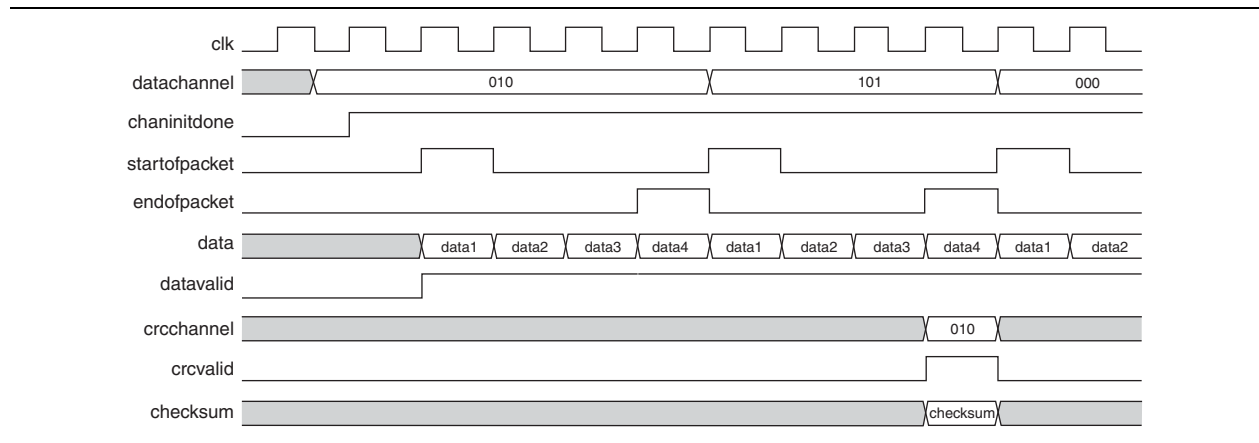 clk
datachannel 010 101 000
chaninitdone
startofpacket
endofpacket
data data1 data2 data3 data4 data1 data2 data3 data4 data1 data2
datavalid
crcchannel 010
crcvalid
checksum checksum